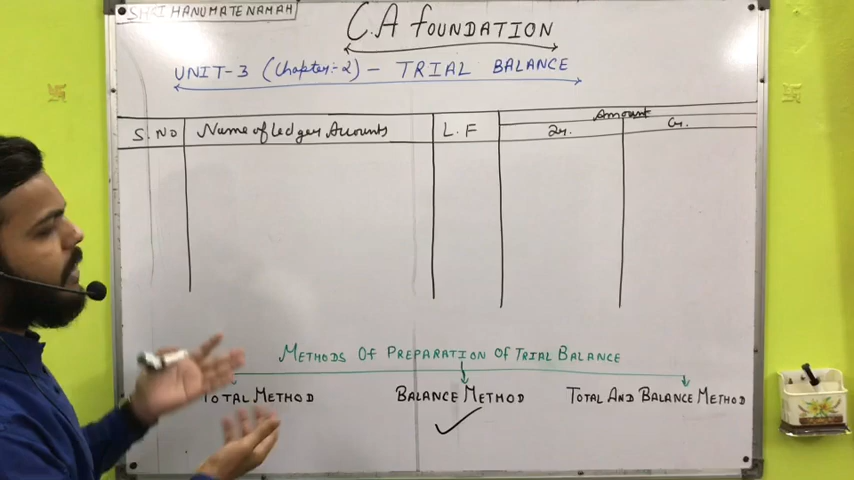 SHRI HANUMATE NAMAH
C.A FOUNDATION
UNIT-3 (Chapter:-2) - TRIAL BALANCE
S.NO Name of Ledger Accounts L.F Amount
Dr. Cr.
METHODS OF PREPARATION OF TRIAL BALANCE
TOTAL METHOD BALANCE METHOD TOTAL AND BALANCE METHOD